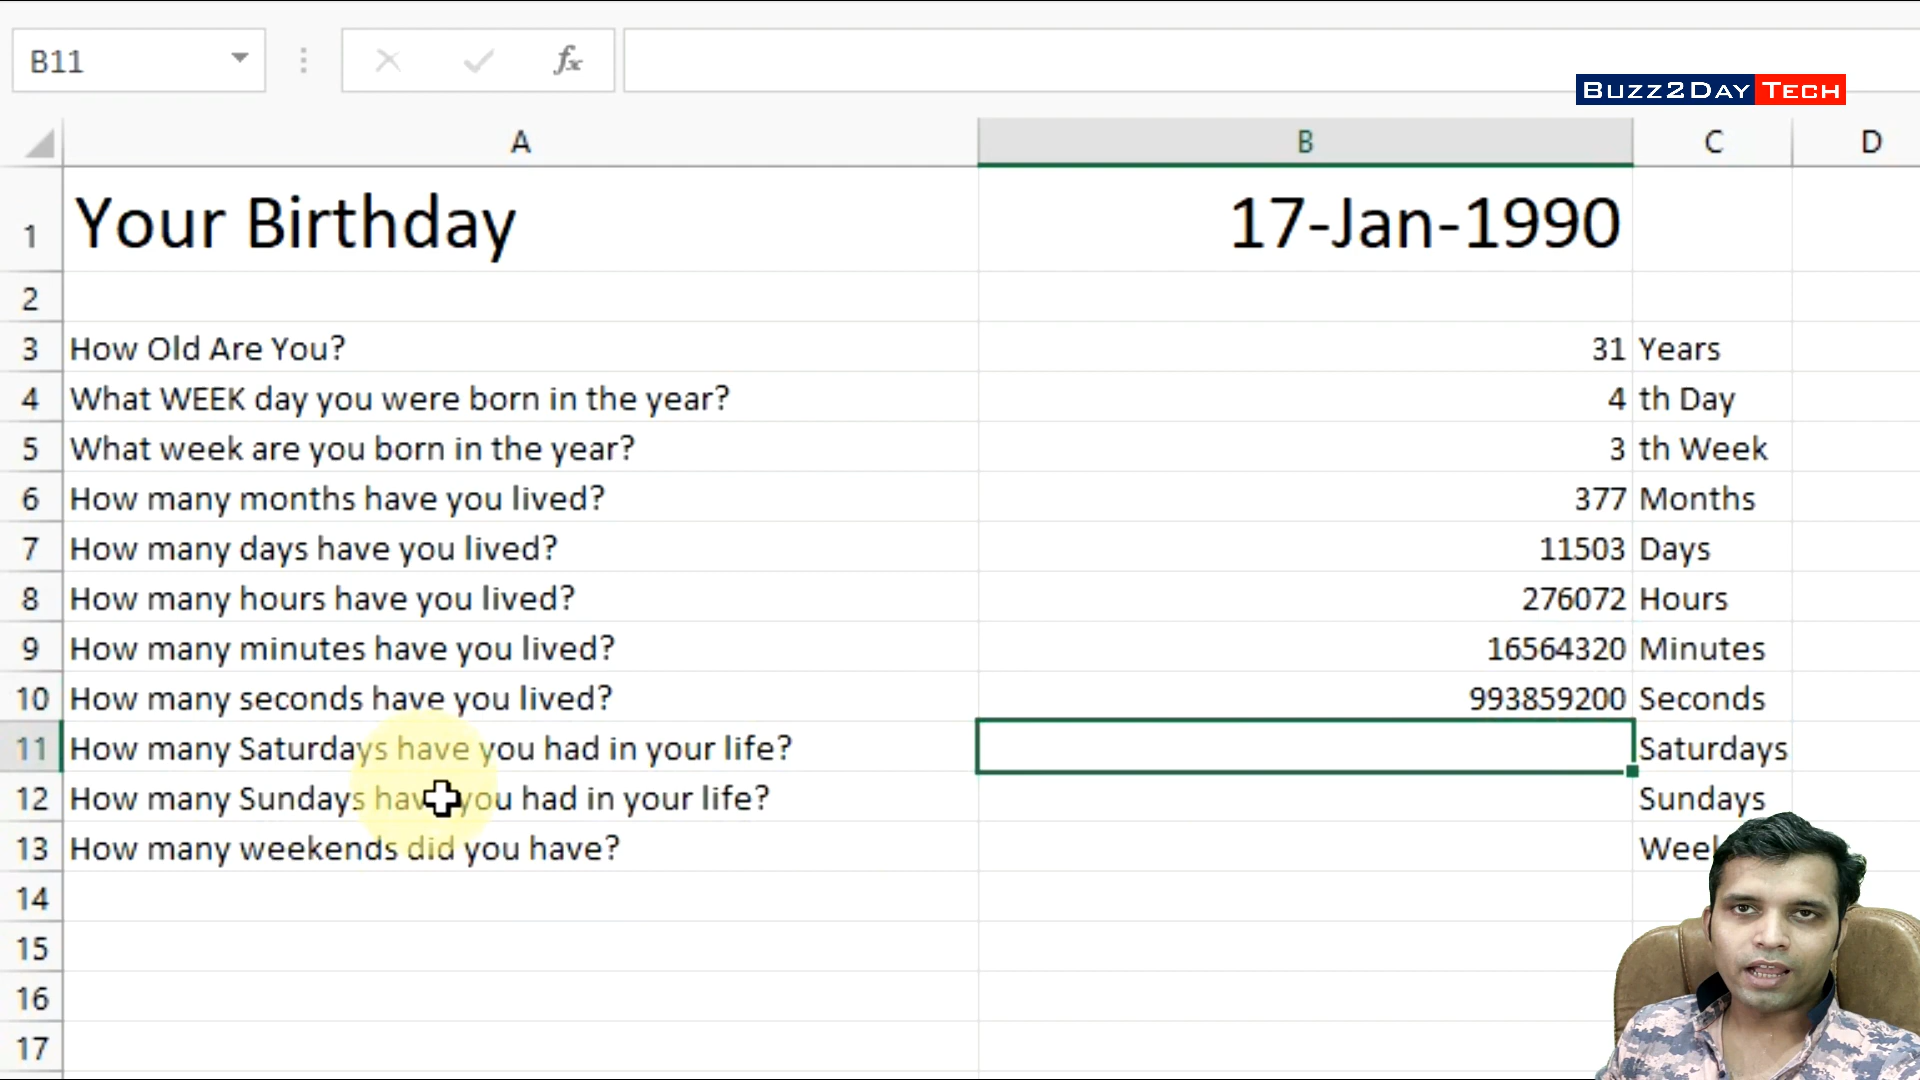 B11
fx
Buzz2Day Tech
A B C D
1 Your Birthday 17-Jan-1990
2
3 How Old Are You? 31 Years
4 What WEEK day you were born in the year? 4 th Day
5 What week are you born in the year? 3 th Week
6 How many months have you lived? 377 Months
7 How many days have you lived? 11503 Days
8 How many hours have you lived? 276072 Hours
9 How many minutes have you lived? 16564320 Minutes
10 How many seconds have you lived? 993859200 Seconds
11 How many Saturdays have you had in your life? Saturdays
12 How many Sundays have you had in your life? Sundays
13 How many weekends did you have?
14
15
16
17